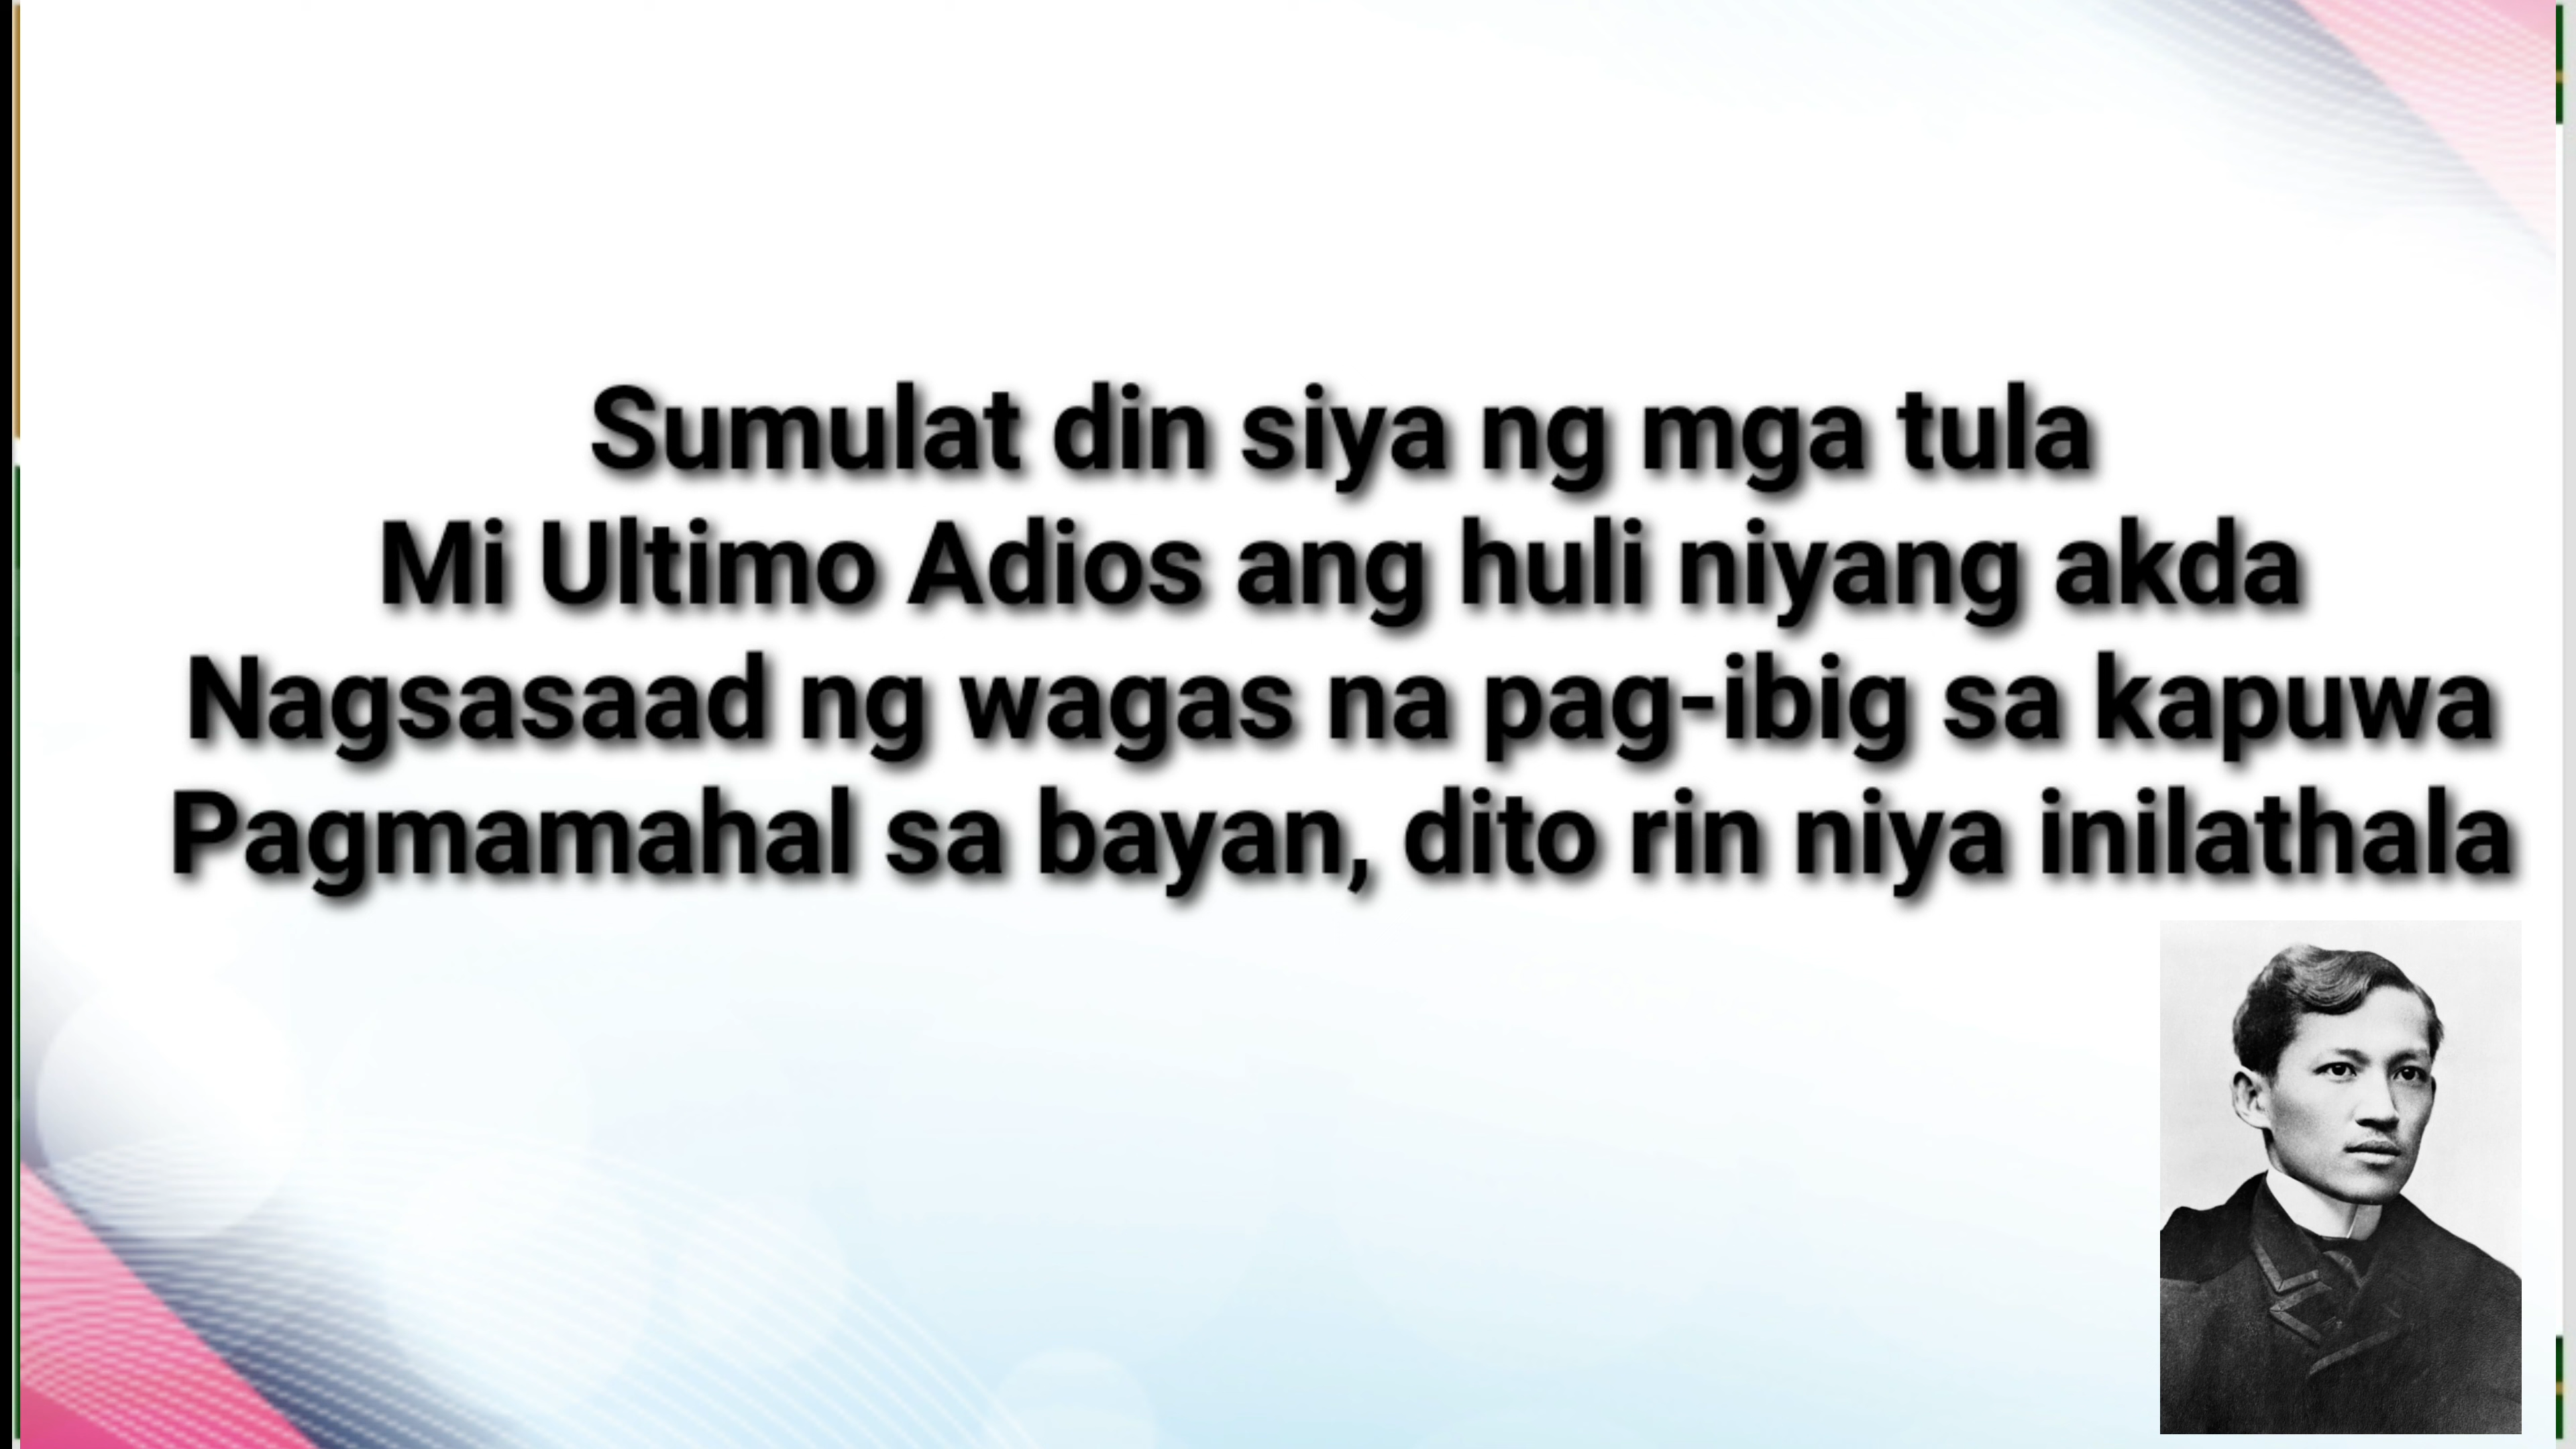 Sumulat din siya ng mga tula
Mi Ultimo Adios ang huli niyang akda
Nagsasaad ng wagas na pag-ibig sa kapuwa
Pagmamahal sa bayan, dito rin niya inilathala